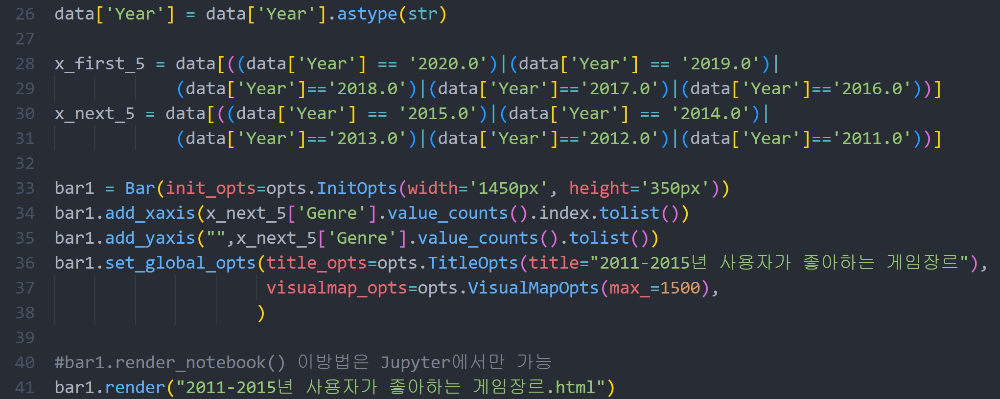 26 data['Year'] = data['Year'].astype(str)
27
28 x_first_5 = data[((data['Year'] == '2020.0')|(data['Year'] == '2019.0')|
29 (data['Year']=='2018.0')|(data['Year']=='2017.0')|(data['Year']=='2016.0'))]
30 x_next_5 = data[((data['Year'] == '2015.0')|(data['Year'] == '2014.0')|
31 (data['Year']=='2013.0')|(data['Year']=='2012.0')|(data['Year']=='2011.0'))]
32
33 bar1 = Bar(init_opts=opts.InitOpts(width='1450px', height='350px'))
34 bar1.add_xaxis(x_next_5['Genre'].value_counts().index.tolist())
35 bar1.add_yaxis("",x_next_5['Genre'].value_counts().tolist())
36 bar1.set_global_opts(title_opts=opts.TitleOpts(title="2011-2015년 사용자가 좋아하는 게임장르"),
37 visualmap_opts=opts.VisualMapOpts(max_=1500),
38 )
39
40 #bar1.render_notebook() 이방법은 Jupyter에서만 가능
41 bar1.render("2011-2015년 사용자가 좋아하는 게임장르.html")